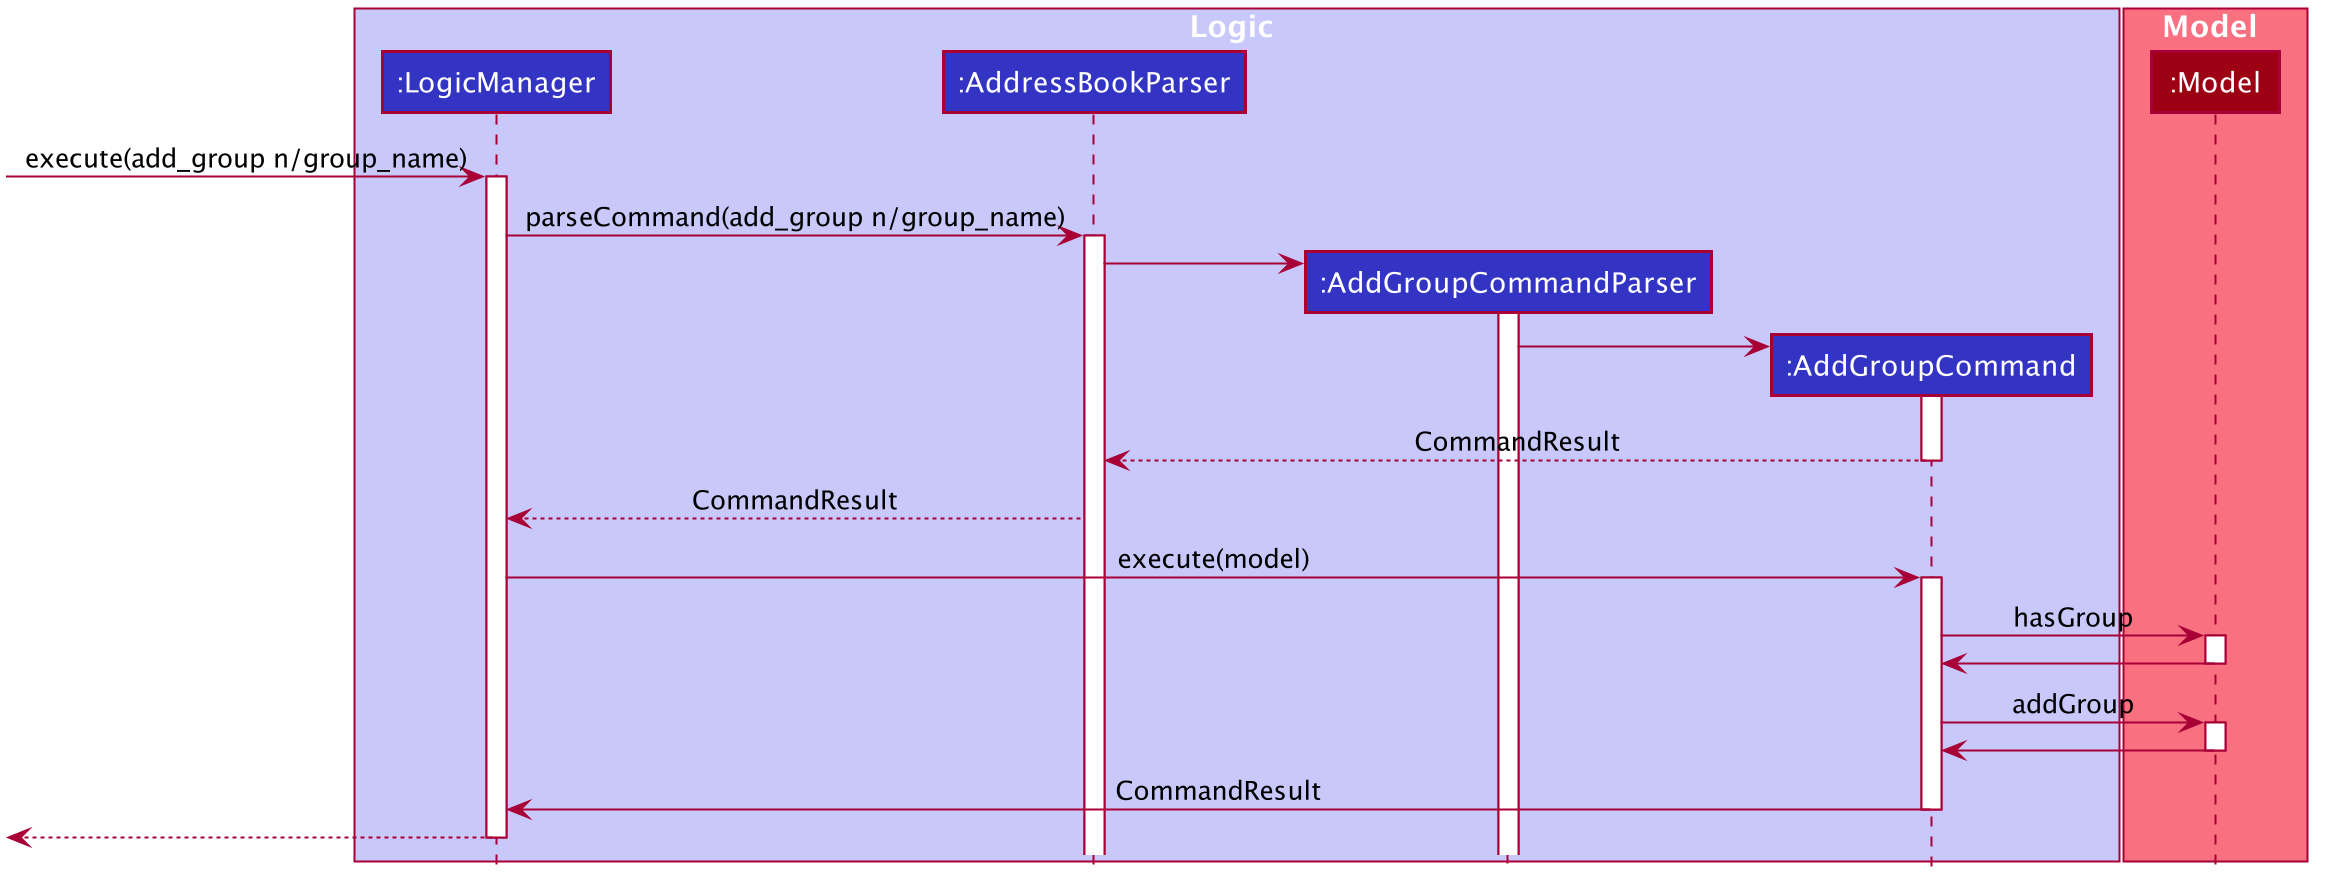 Logic
Model
:LogicManager
:AddressBookParser
:Model
execute(add_group n/group_name)
parseCommand(add_group n/group_name)
:AddGroupCommandParser
:AddGroupCommand
CommandResult
CommandResult
execute(model)
hasGroup
addGroup
CommandResult